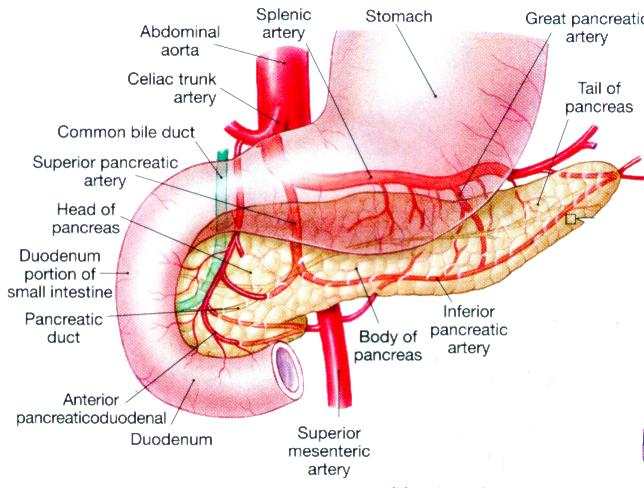 Splenic
artery
Stomach
Great pancreatic
artery
Abdominal
aorta
Celiac trunk
artery
Tail of
pancreas
Common bile duct
Superior pancreatic
artery
Head of
pancreas
Duodenum
portion of
small intestine
Pancreatic
duct
Body of
pancreas
Inferior
pancreatic
artery
Anterior
pancreaticoduodenal
Duodenum
Superior
mesenteric
artery